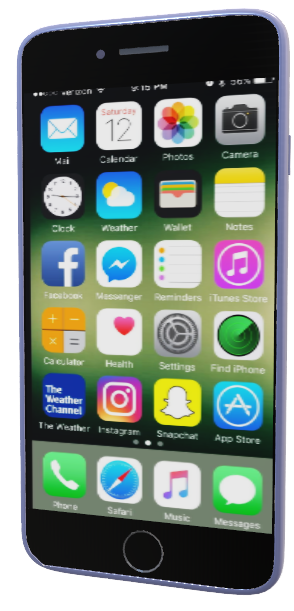 verizon 9:15 PM 56%
Saturday
12
Mail Calendar Photos Camera
Clock Weather Wallet Notes
Facebook Messenger Reminders iTunes Store
Calculator Health Settings Find iPhone
The
Weather
Channel
The Weather Instagram Snapchat App Store
Phone Safari Music Messages